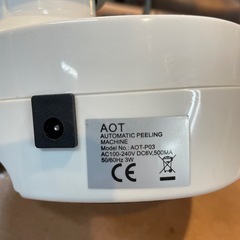 AOT
AUTOMATIC PEELING
MACHINE
Model No.: AOT-P03
AC100-240V DC6V,500MA
50/60Hz 3W
CE